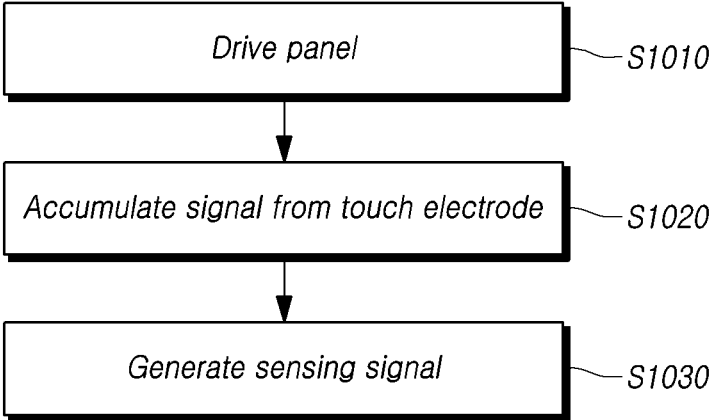 Drive panel
S1010
Accumulate signal from touch electrode
S1020
Generate sensing signal
S1030